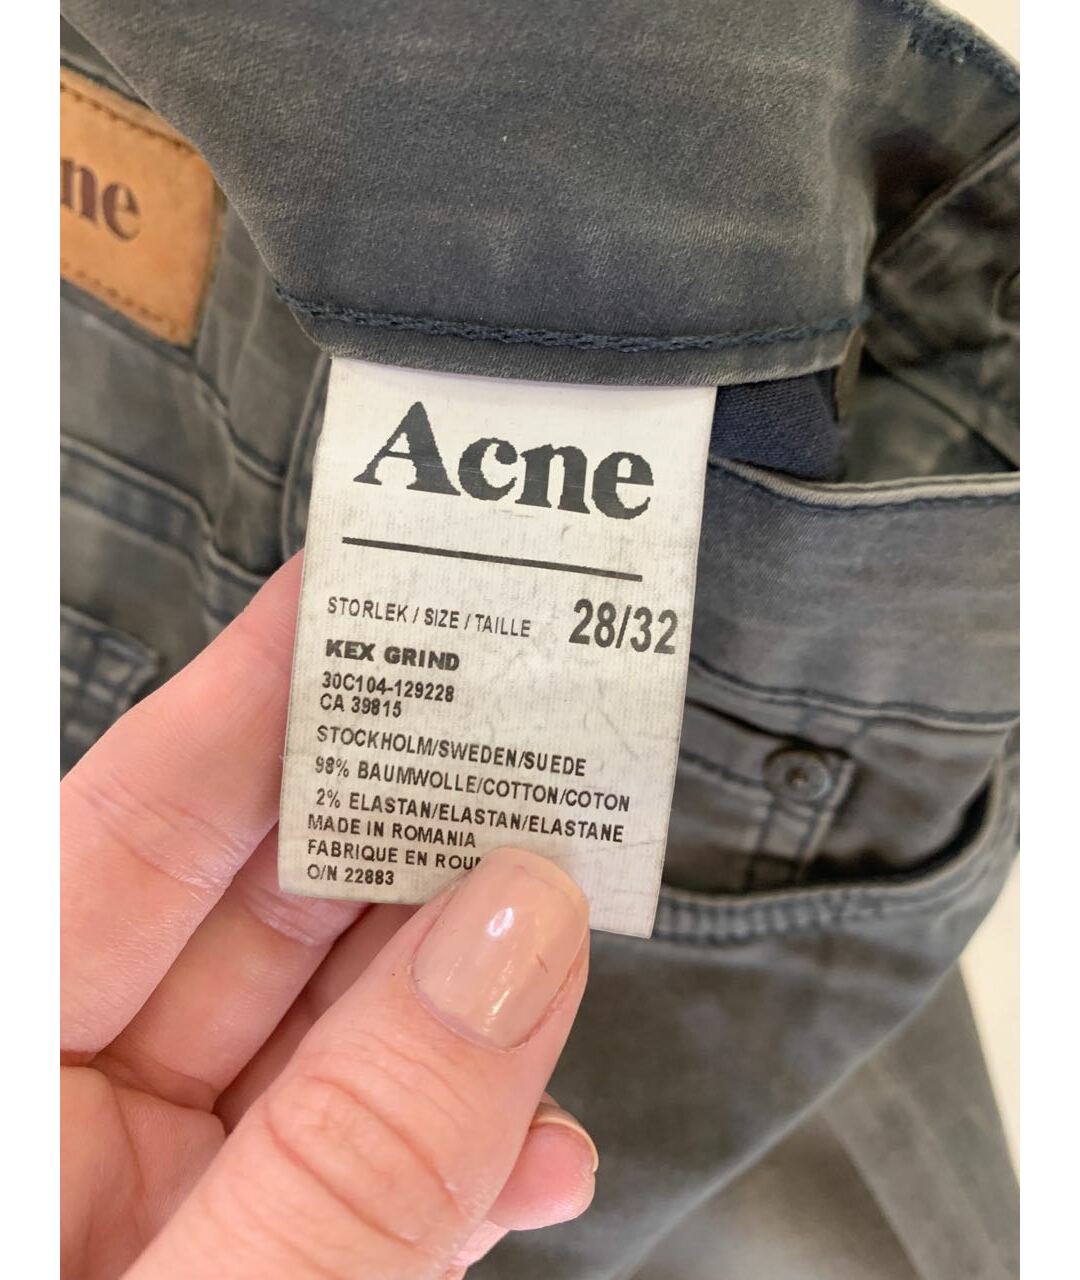 ne
Acne
STORLEK / SIZE / TAILLE 28/32
KEX GRIND
30C104-129228
CA 39815
STOCKHOLM/SWEDEN/SUEDE
98% BAUMWOLLE/COTTON/COTON
2% ELASTAN/ELASTAN/ELASTANE
MADE IN ROMANIA
FABRIQUE EN ROU
O/N 22883